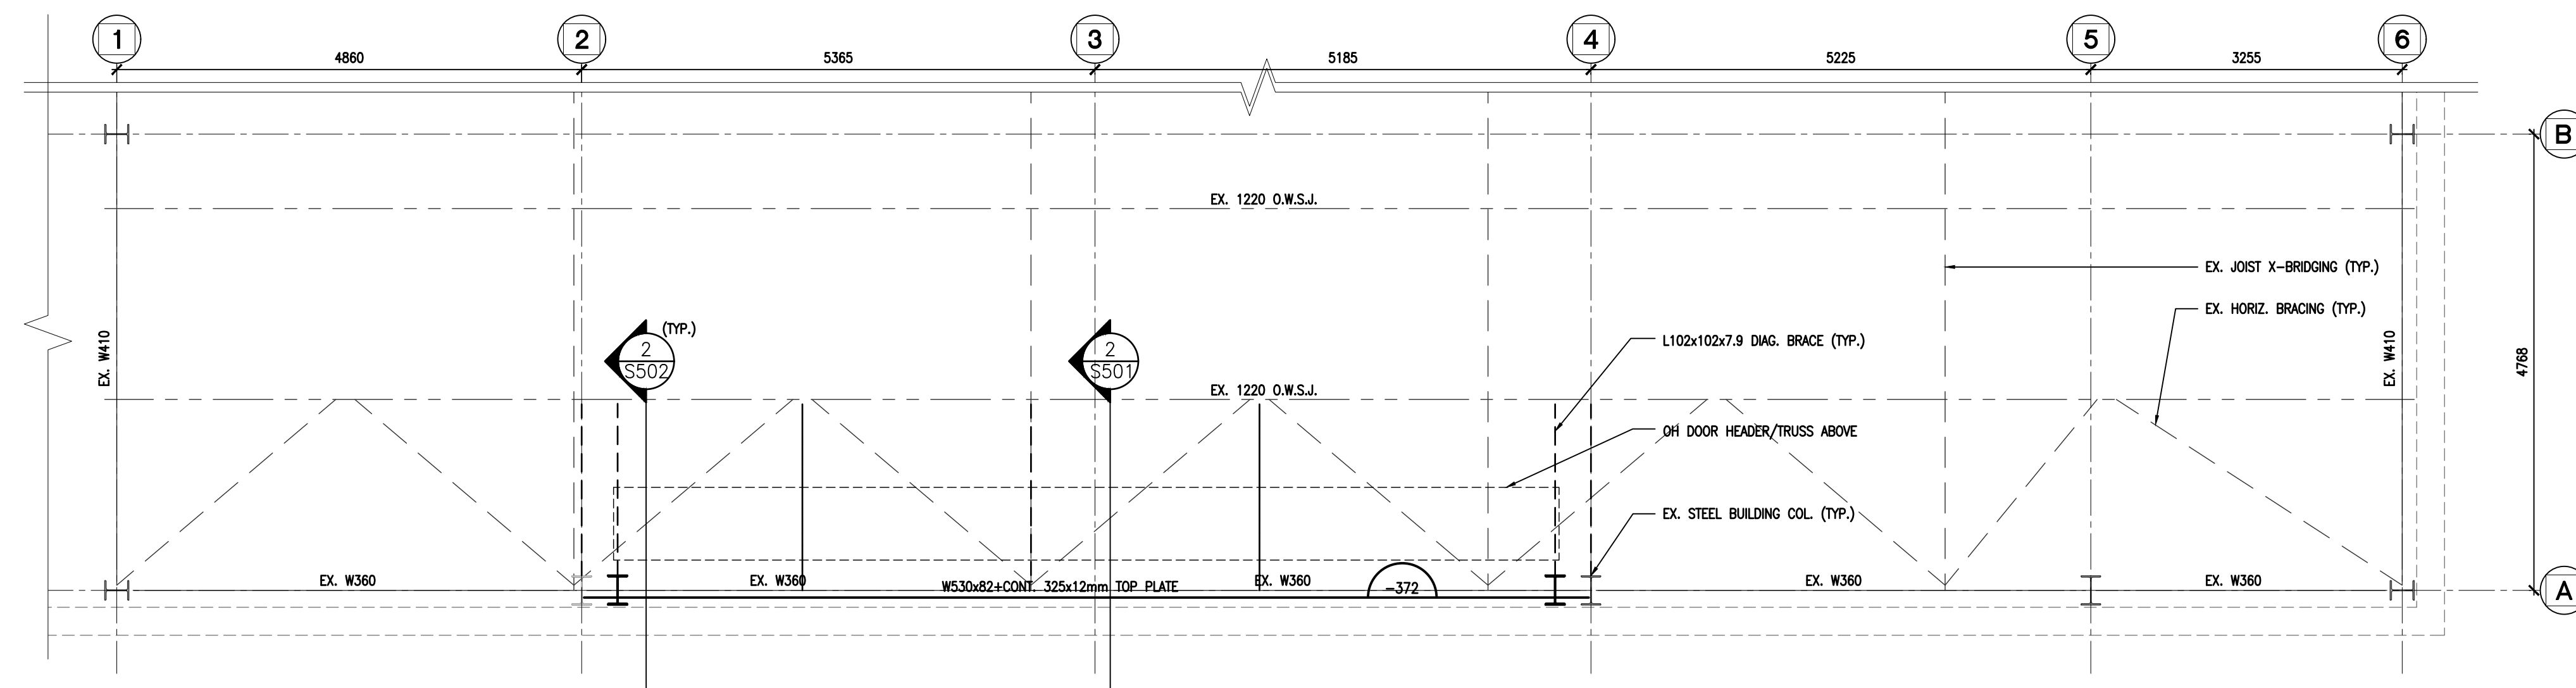 1
2
3
4
5
6
4860
5365
5185
5225
3255
B
EX. 1220 O.W.S.J.
EX. JOIST X-BRIDGING (TYP.)
EX. HORIZ. BRACING (TYP.)
(TYP.)
2
S502
2
S501
L102x102x7.9 DIAG. BRACE (TYP.)
EX. W410
EX. W410
4768
EX. 1220 O.W.S.J.
OH DOOR HEADER/TRUSS ABOVE
EX. STEEL BUILDING COL. (TYP.)
EX. W360
EX. W360
W530x82+CONT. 325x12mm TOP PLATE
EX. W360
-372
EX. W360
EX. W360
A